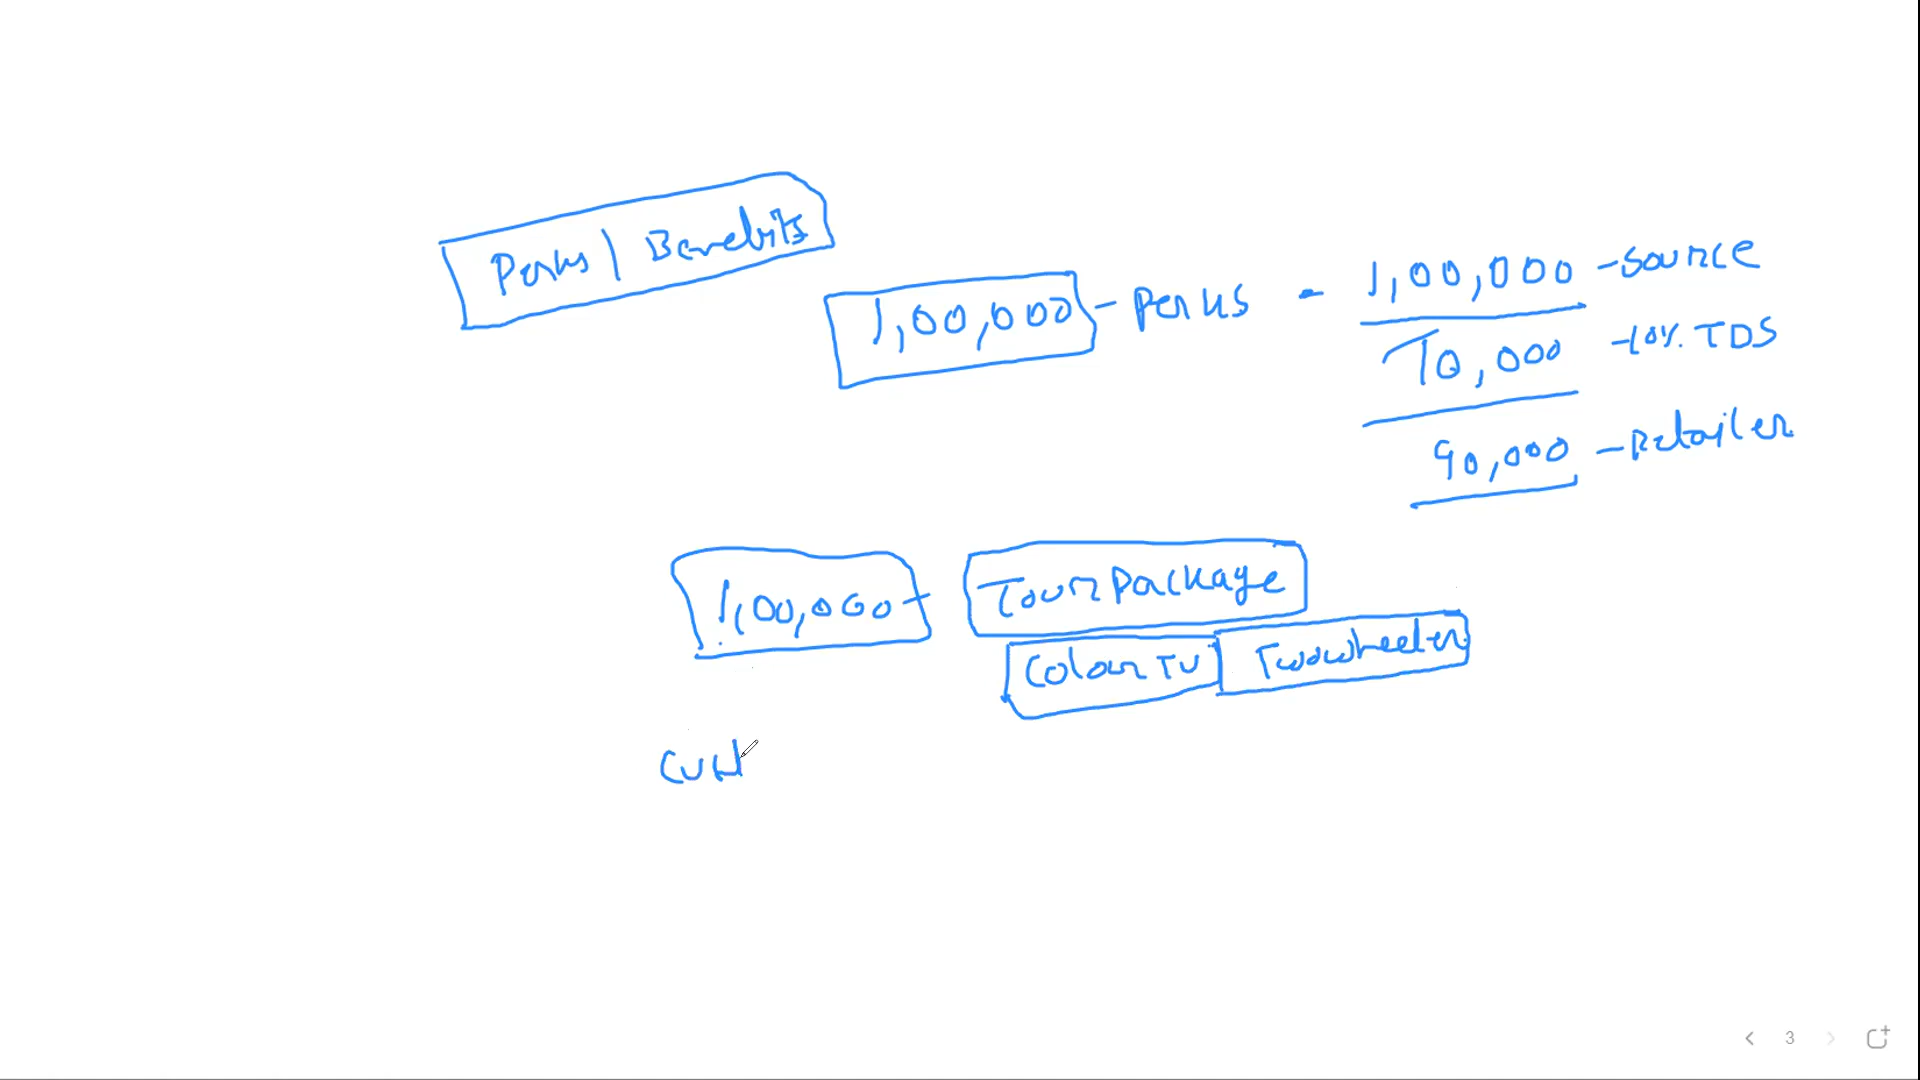 Perks | Benefits
1,00,000 - Perks - 1,00,000 - Source
10,000 - 10% TDS
90,000 - Retailer
1,00,000 - Tour Package
Colour TV Twowheeler
3